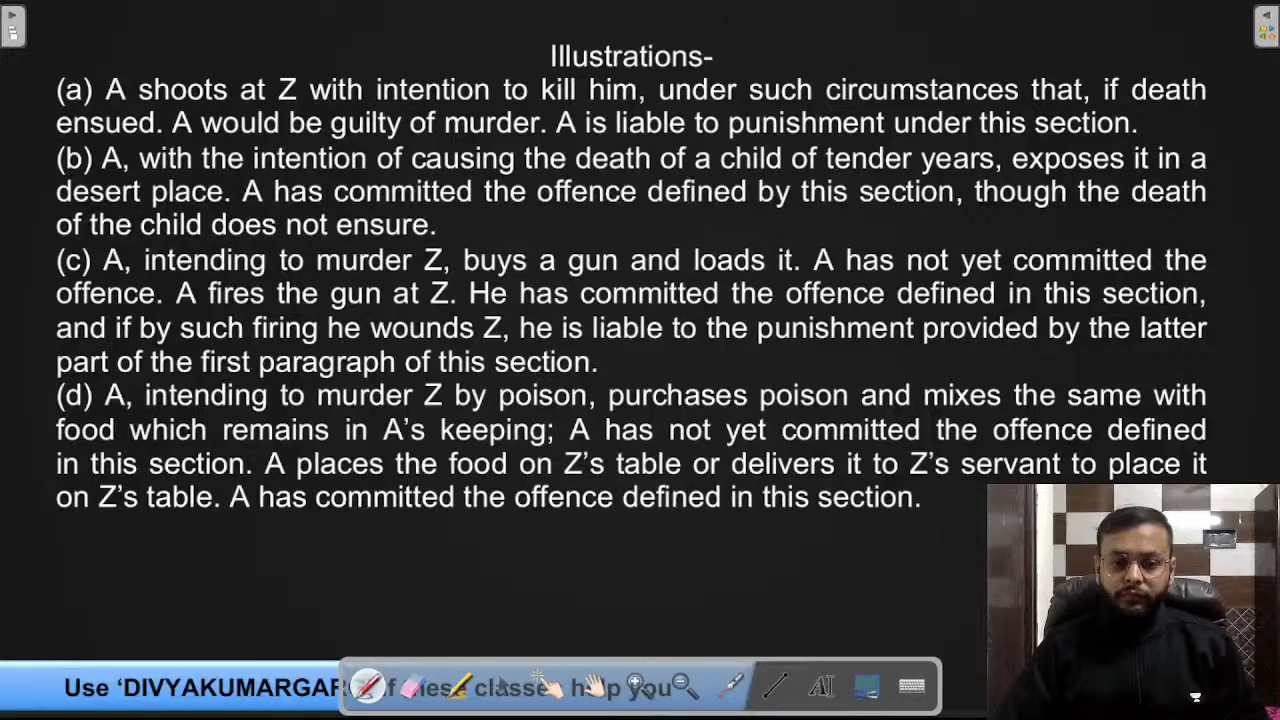 Illustrations-
(a) A shoots at Z with intention to kill him, under such circumstances that, if death
ensued. A would be guilty of murder. A is liable to punishment under this section.
(b) A, with the intention of causing the death of a child of tender years, exposes it in a
desert place. A has committed the offence defined by this section, though the death
of the child does not ensure.
(c) A, intending to murder Z, buys a gun and loads it. A has not yet committed the
offence. A fires the gun at Z. He has committed the offence defined in this section,
and if by such firing he wounds Z, he is liable to the punishment provided by the latter
part of the first paragraph of this section.
(d) A, intending to murder Z by poison, purchases poison and mixes the same with
food which remains in A's keeping; A has not yet committed the offence defined
in this section. A places the food on Z's table or delivers it to Z's servant to place it
on Z's table. A has committed the offence defined in this section.
Use 'DIVYAKUMARGAR if these classes help you
AI